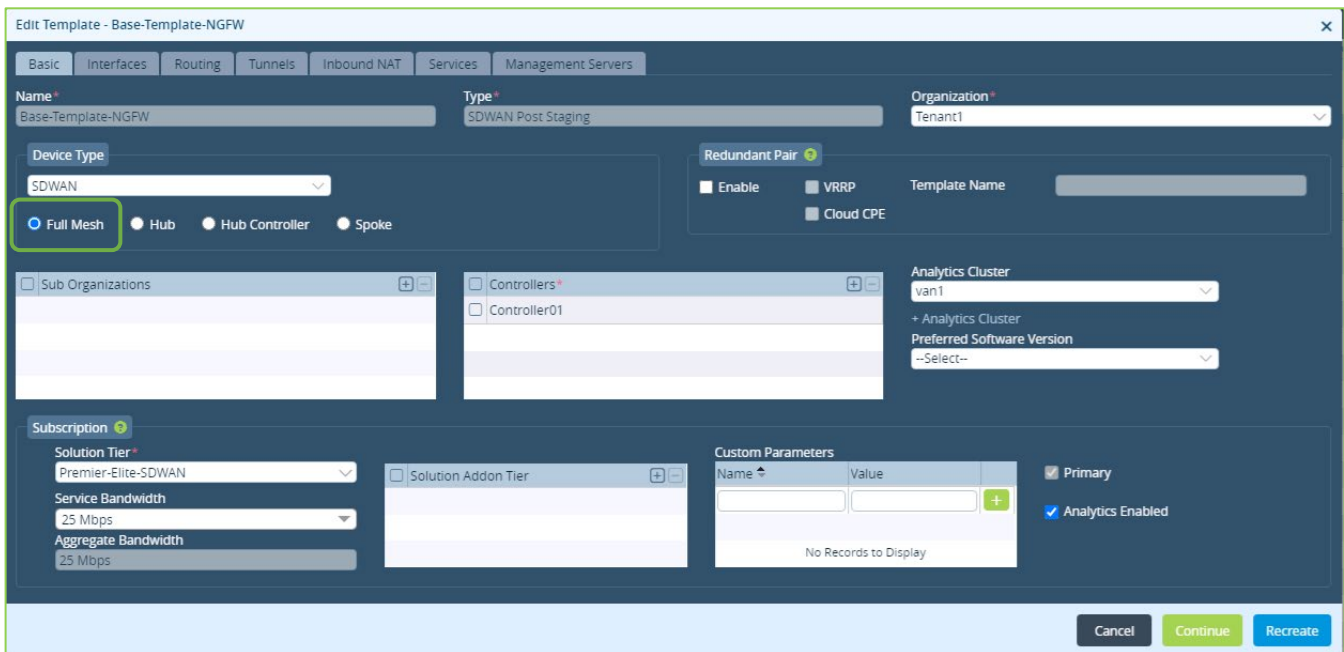 Edit Template - Base-Template-NGFW
×
Basic Interfaces Routing Tunnels Inbound NAT Services Management Servers
Name* Type* Organization*
Base-Template-NGFW SDWAN Post Staging Tenant1
Device Type Redundant Pair ?
SDWAN Enable VRRP Template Name
Full Mesh Hub Hub Controller Spoke Cloud CPE
Sub Organizations Controllers* Analytics Cluster
Controller01 van1
+ Analytics Cluster
Preferred Software Version
--Select--
Subscription ?
Solution Tier* Custom Parameters
Premier-Elite-SDWAN Solution Addon Tier Name Value Primary
Service Bandwidth
25 Mbps Analytics Enabled
Aggregate Bandwidth
25 Mbps No Records to Display
Cancel Continue Recreate